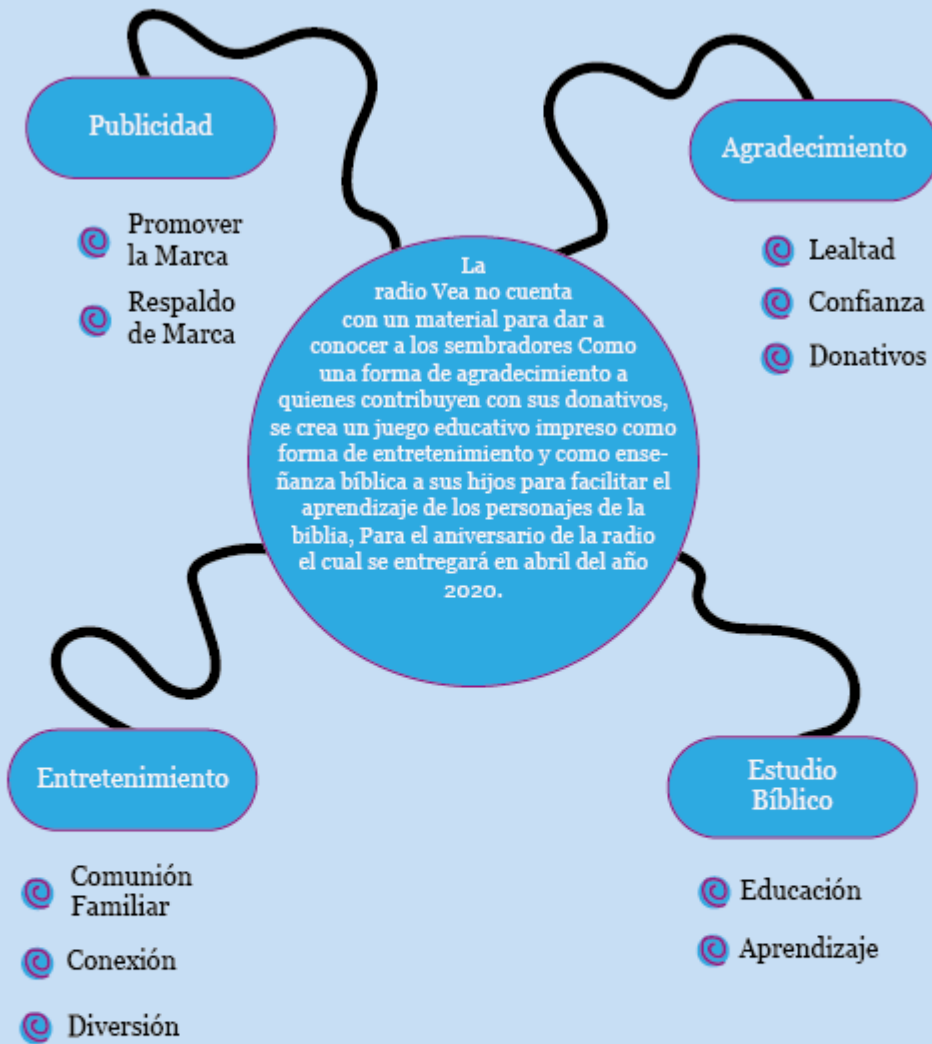 Publicidad
Promover
la Marca
Respaldo
de Marca
Agradecimiento
Lealtad
Confianza
Donativos
La
radio Vea no cuenta
con un material para dar a
conocer a los sembradores Como
una forma de agradecimiento a
quienes contribuyen con sus donativos,
se crea un juego educativo impreso como
forma de entretenimiento y como ense-
ñanza bíblica a sus hijos para facilitar el
aprendizaje de los personajes de la
biblia, Para el aniversario de la radio
el cual se entregará en abril del año
2020.
Entretenimiento
Comunión
Familiar
Conexión
Diversión
Estudio
Bíblico
Educación
Aprendizaje